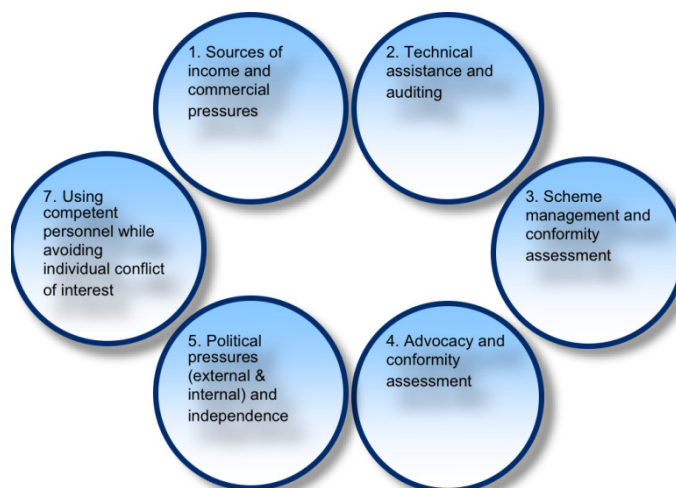 1. Sources of
income and
commercial
pressures
2. Technical
assistance and
auditing
3. Scheme
management and
conformity
assessment
4. Advocacy and
conformity
assessment
5. Political
pressures
(external &
internal) and
independence
7. Using
competent
personnel while
avoiding
individual conflict
of interest